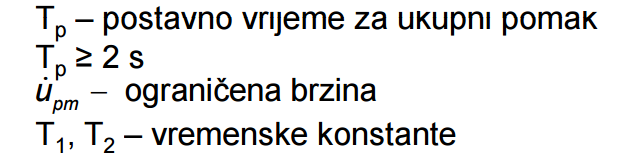 Tp – postavno vrijeme za ukupni pomak
Tp ≥ 2 s
u̇pm – ograničena brzina
T1, T2 – vremenske konstante